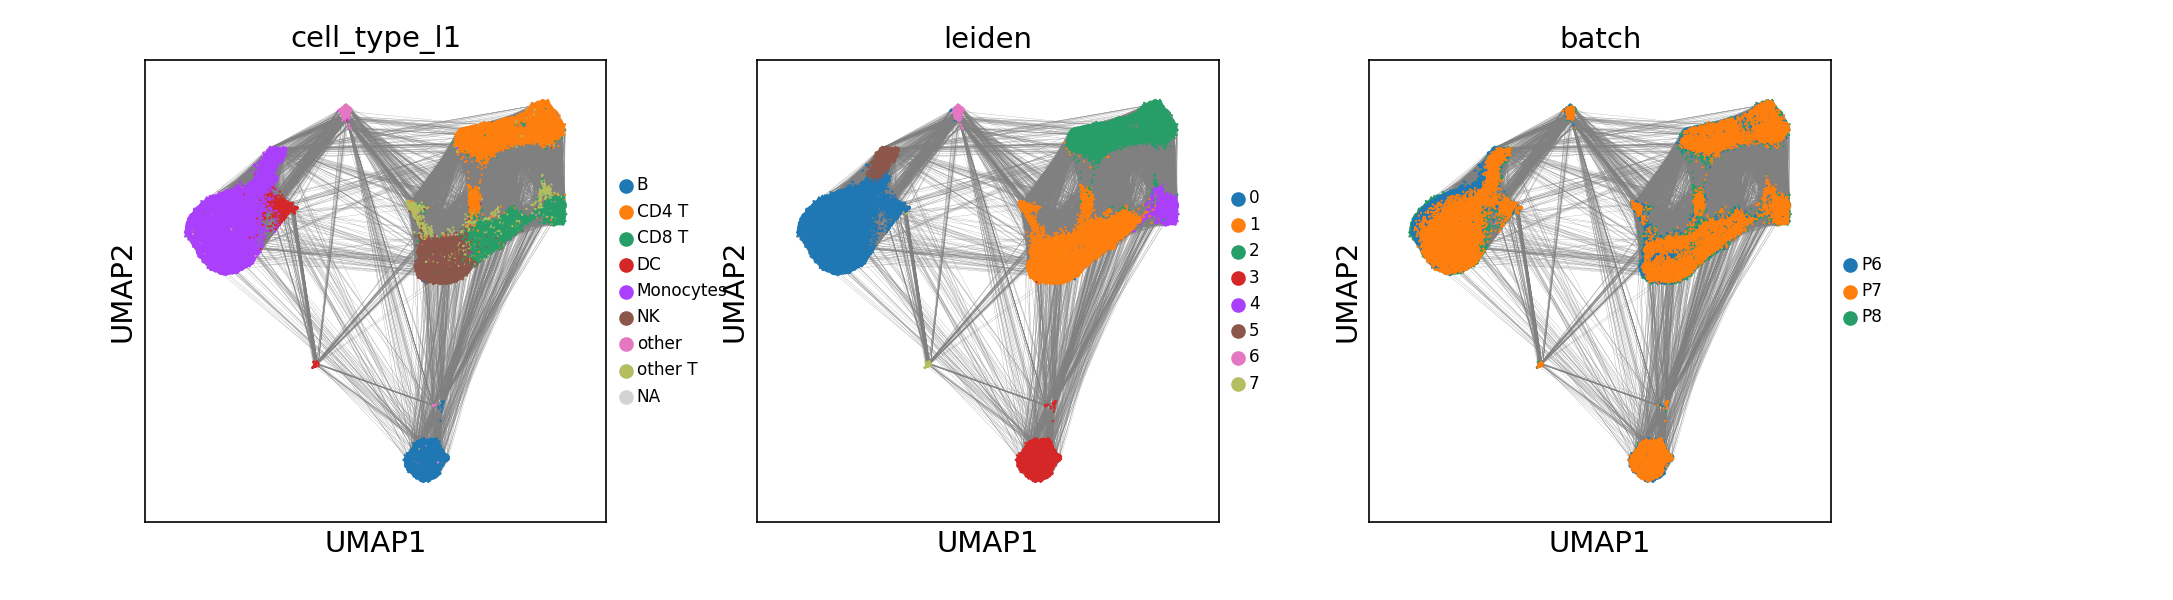 cell_type_l1
UMAP2
UMAP1
B
CD4 T
CD8 T
DC
Monocytes
NK
other
other T
NA
leiden
UMAP2
UMAP1
0
1
2
3
4
5
6
7
batch
UMAP2
UMAP1
P6
P7
P8